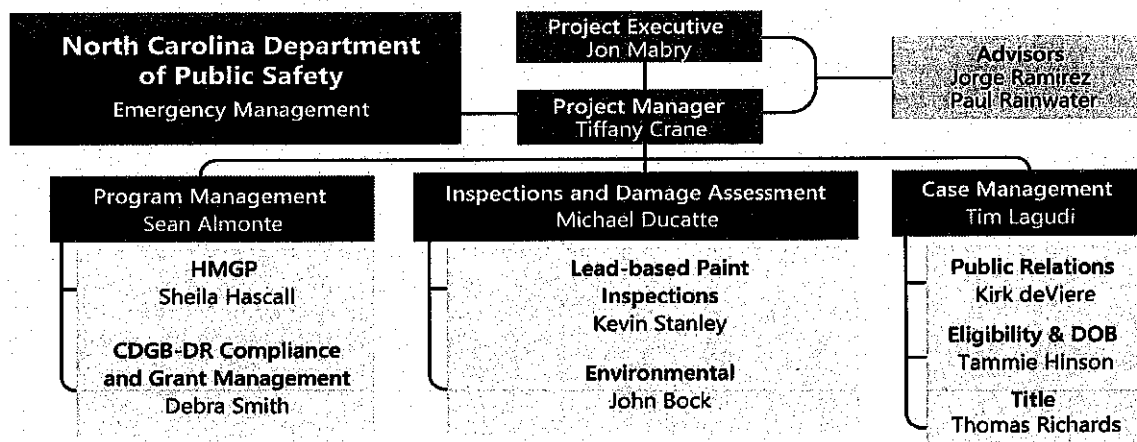 North Carolina Department
of Public Safety
Emergency Management
Project Executive
Jon Mabry
Project Manager
Tiffany Crane
Advisors
Jorge Ramirez
Paul Rainwater
Program Management
Sean Almonte
HMGP
Sheila Hascall
CDGB-DR Compliance
and Grant Management
Debra Smith
Inspections and Damage Assessment
Michael Ducatte
Lead-based Paint
Inspections
Kevin Stanley
Environmental
John Bock
Case Management
Tim Lagudi
Public Relations
Kirk deViere
Eligibility & DOB
Tammie Hinson
Title
Thomas Richards